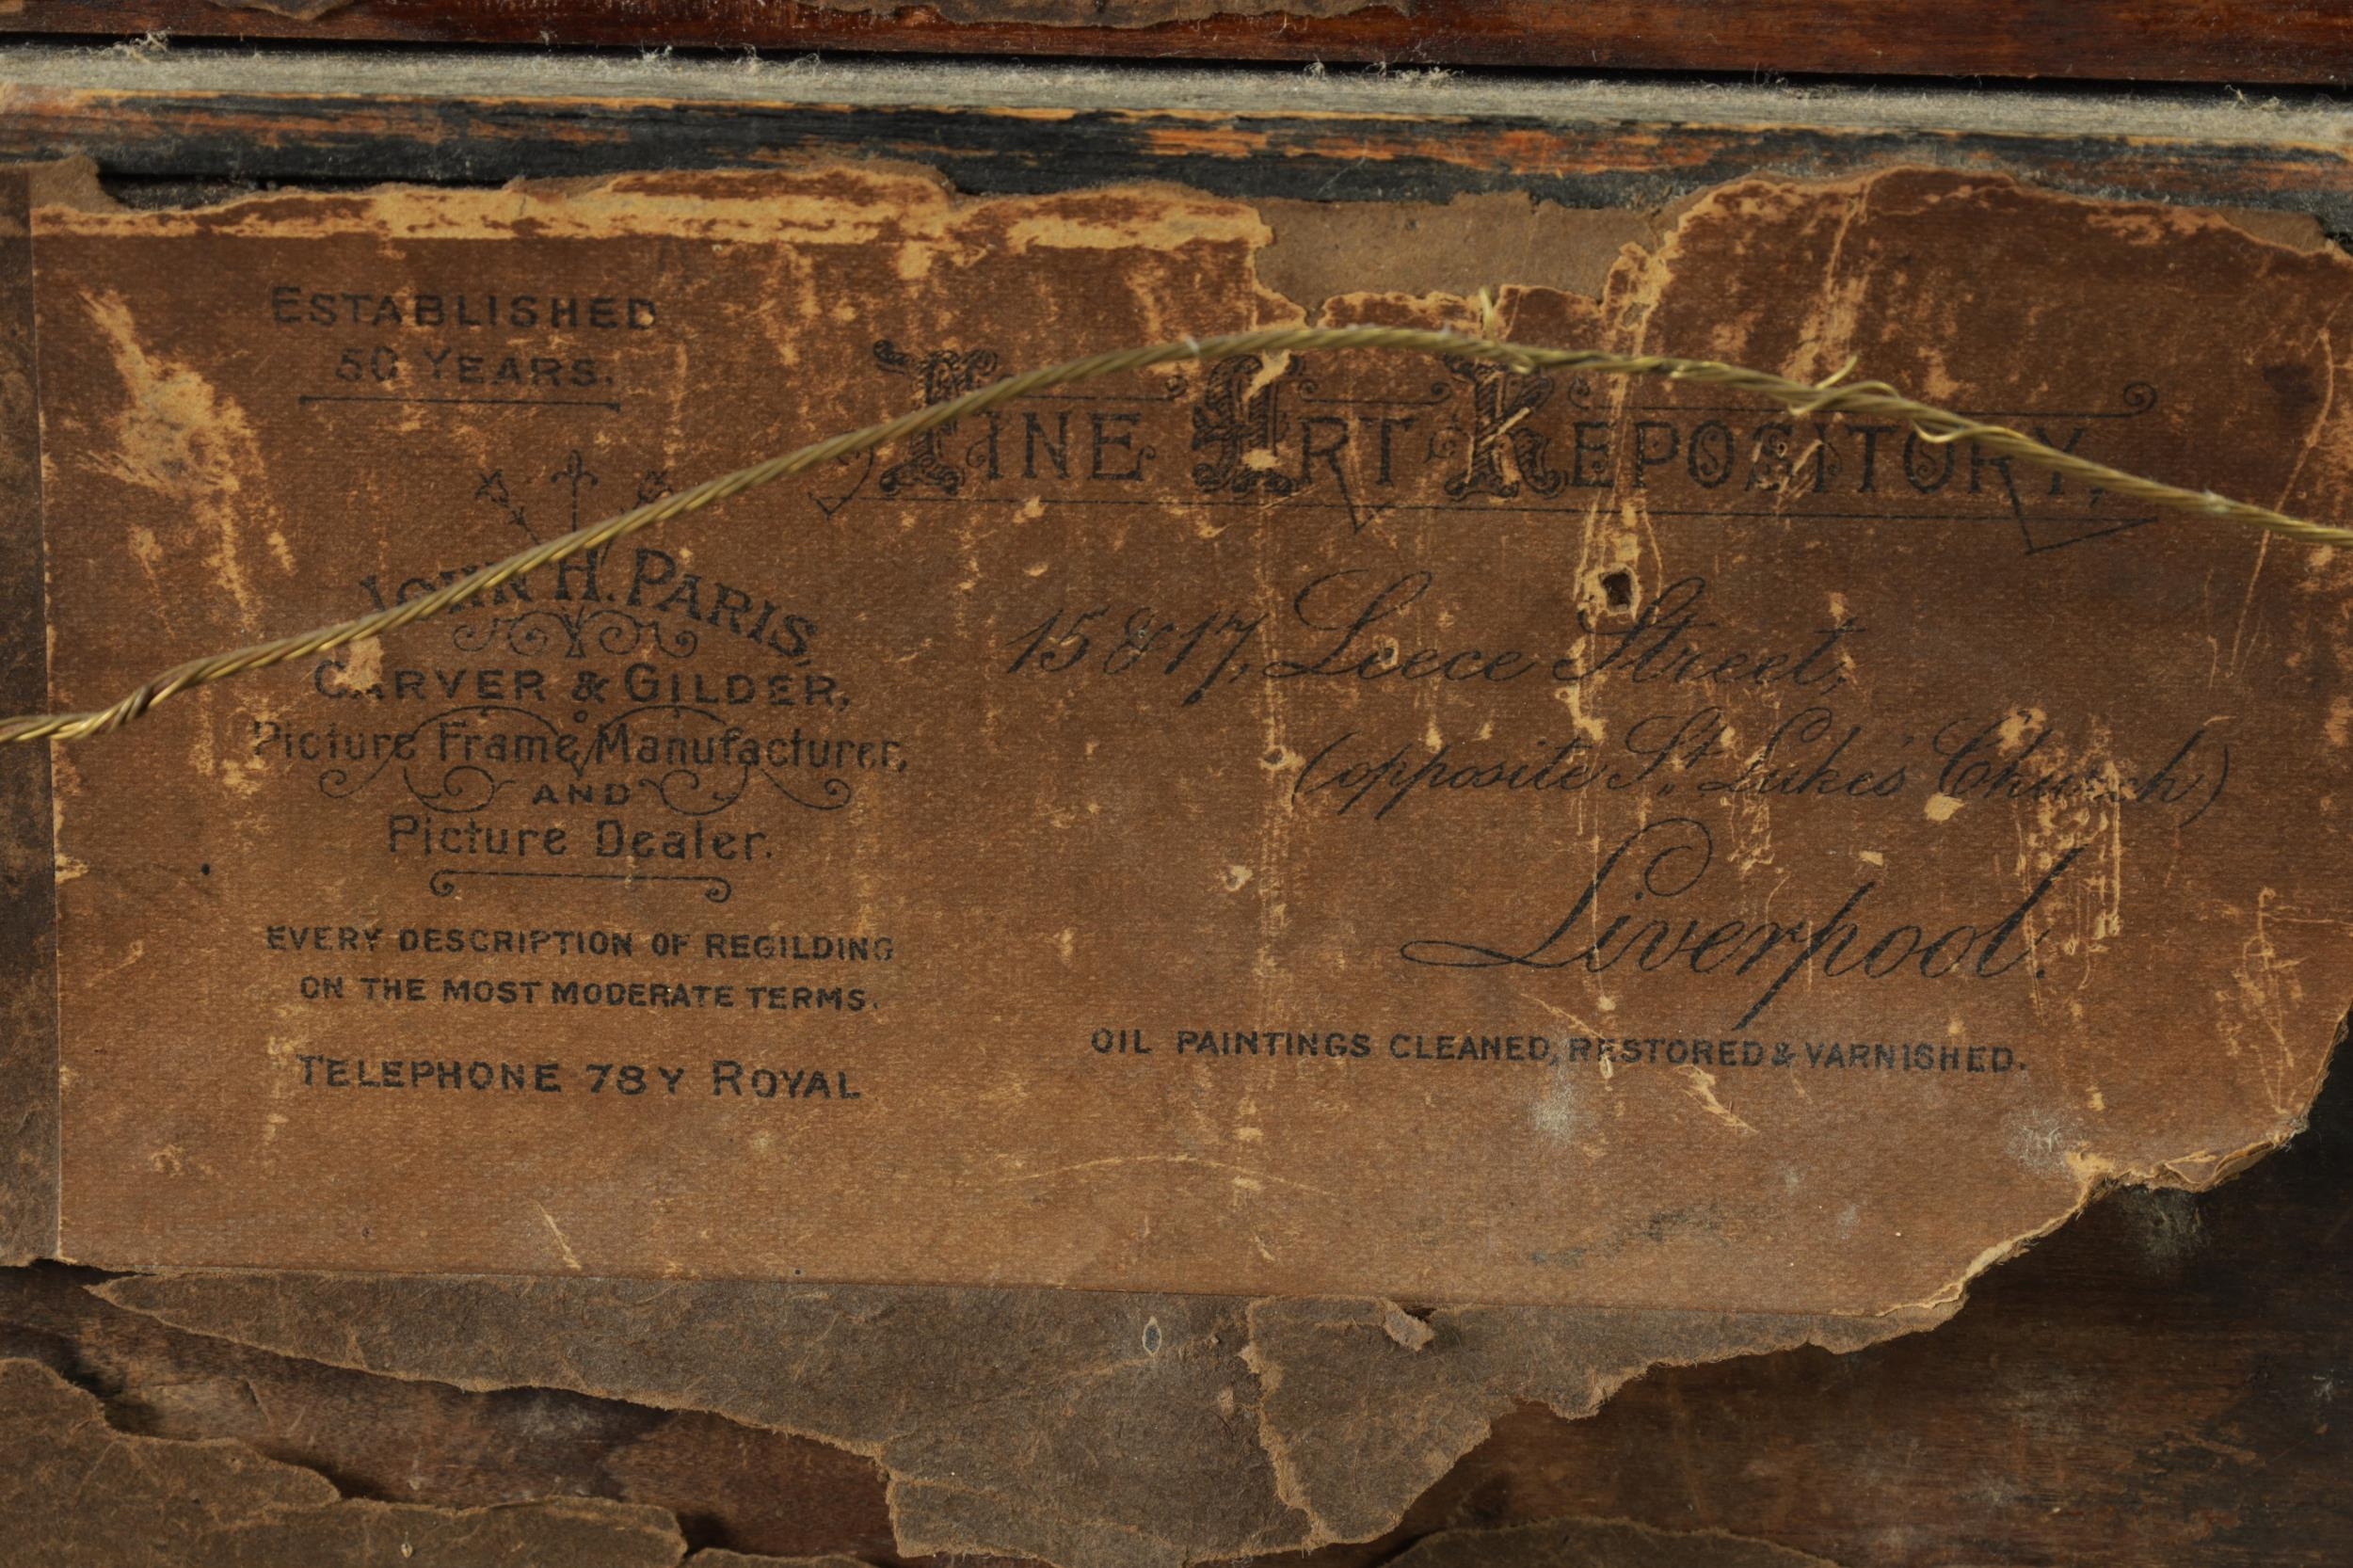 ESTABLISHED
50 YEARS.
JOHN H. PARIS,
CARVER & GILDER,
Picture Frame Manufacturer,
AND
Picture Dealer.
EVERY DESCRIPTION OF REGILDING
ON THE MOST MODERATE TERMS.
TELEPHONE 78Y ROYAL
FINE ART REPOSITORY,
15 & 17, Leece Street,
(opposite St. Luke's Church)
Liverpool.
OIL PAINTINGS CLEANED, RESTORED & VARNISHED.